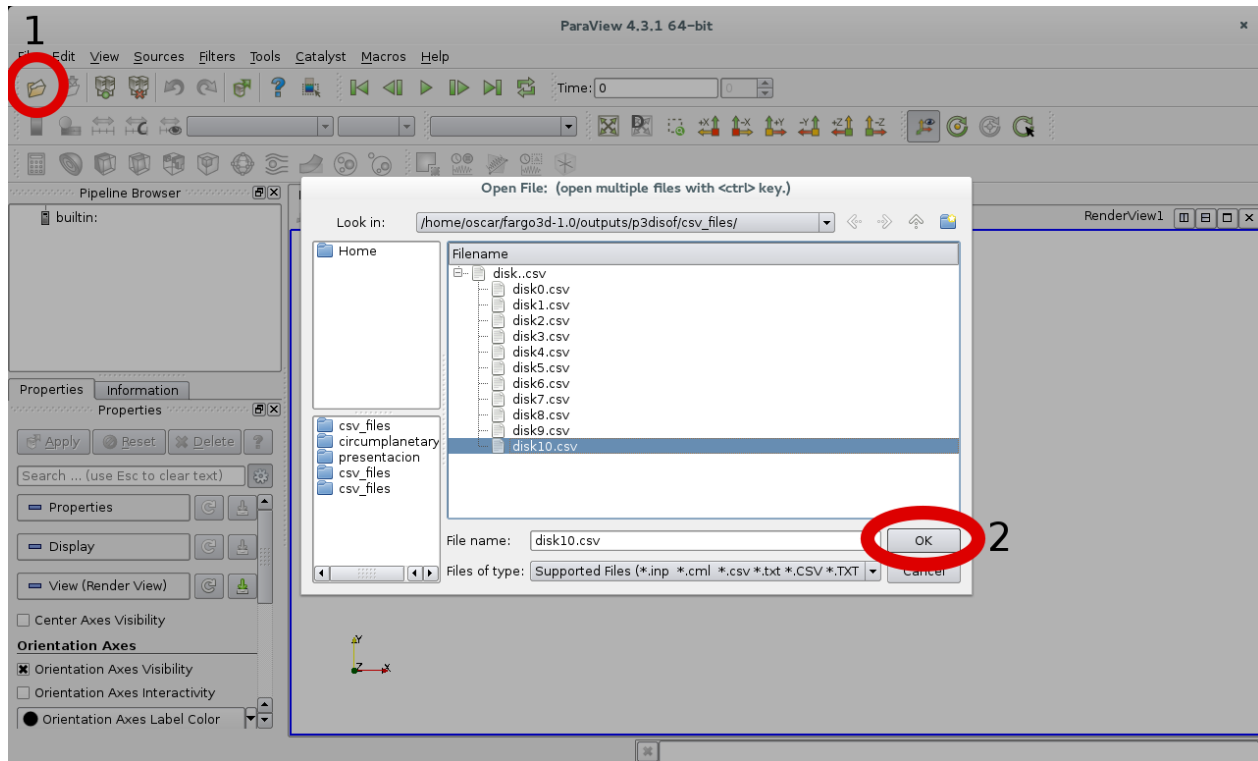 1
ParaView 4.3.1 64-bit
Edit View Sources Filters Tools Catalyst Macros Help
Time: 0
0
Pipeline Browser
builtin:
RenderView1
Open File: (open multiple files with <ctrl> key.)
Look in: /home/oscar/fargo3d-1.0/outputs/p3disof/csv_files/
Home
Filename
disk..csv
disk0.csv
disk1.csv
disk2.csv
disk3.csv
disk4.csv
disk5.csv
disk6.csv
disk7.csv
disk8.csv
disk9.csv
disk10.csv
csv_files
circumplanetary
presentacion
csv_files
csv_files
File name: disk10.csv
OK
2
Files of type: Supported Files (*.inp *.cml *.csv *.txt *.CSV *.TXT
Cancel
Properties Information
Properties
Apply Reset Delete ?
Search ... (use Esc to clear text)
Properties
Display
View (Render View)
Center Axes Visibility
Orientation Axes
Orientation Axes Visibility
Orientation Axes Interactivity
Orientation Axes Label Color
Y
Z X